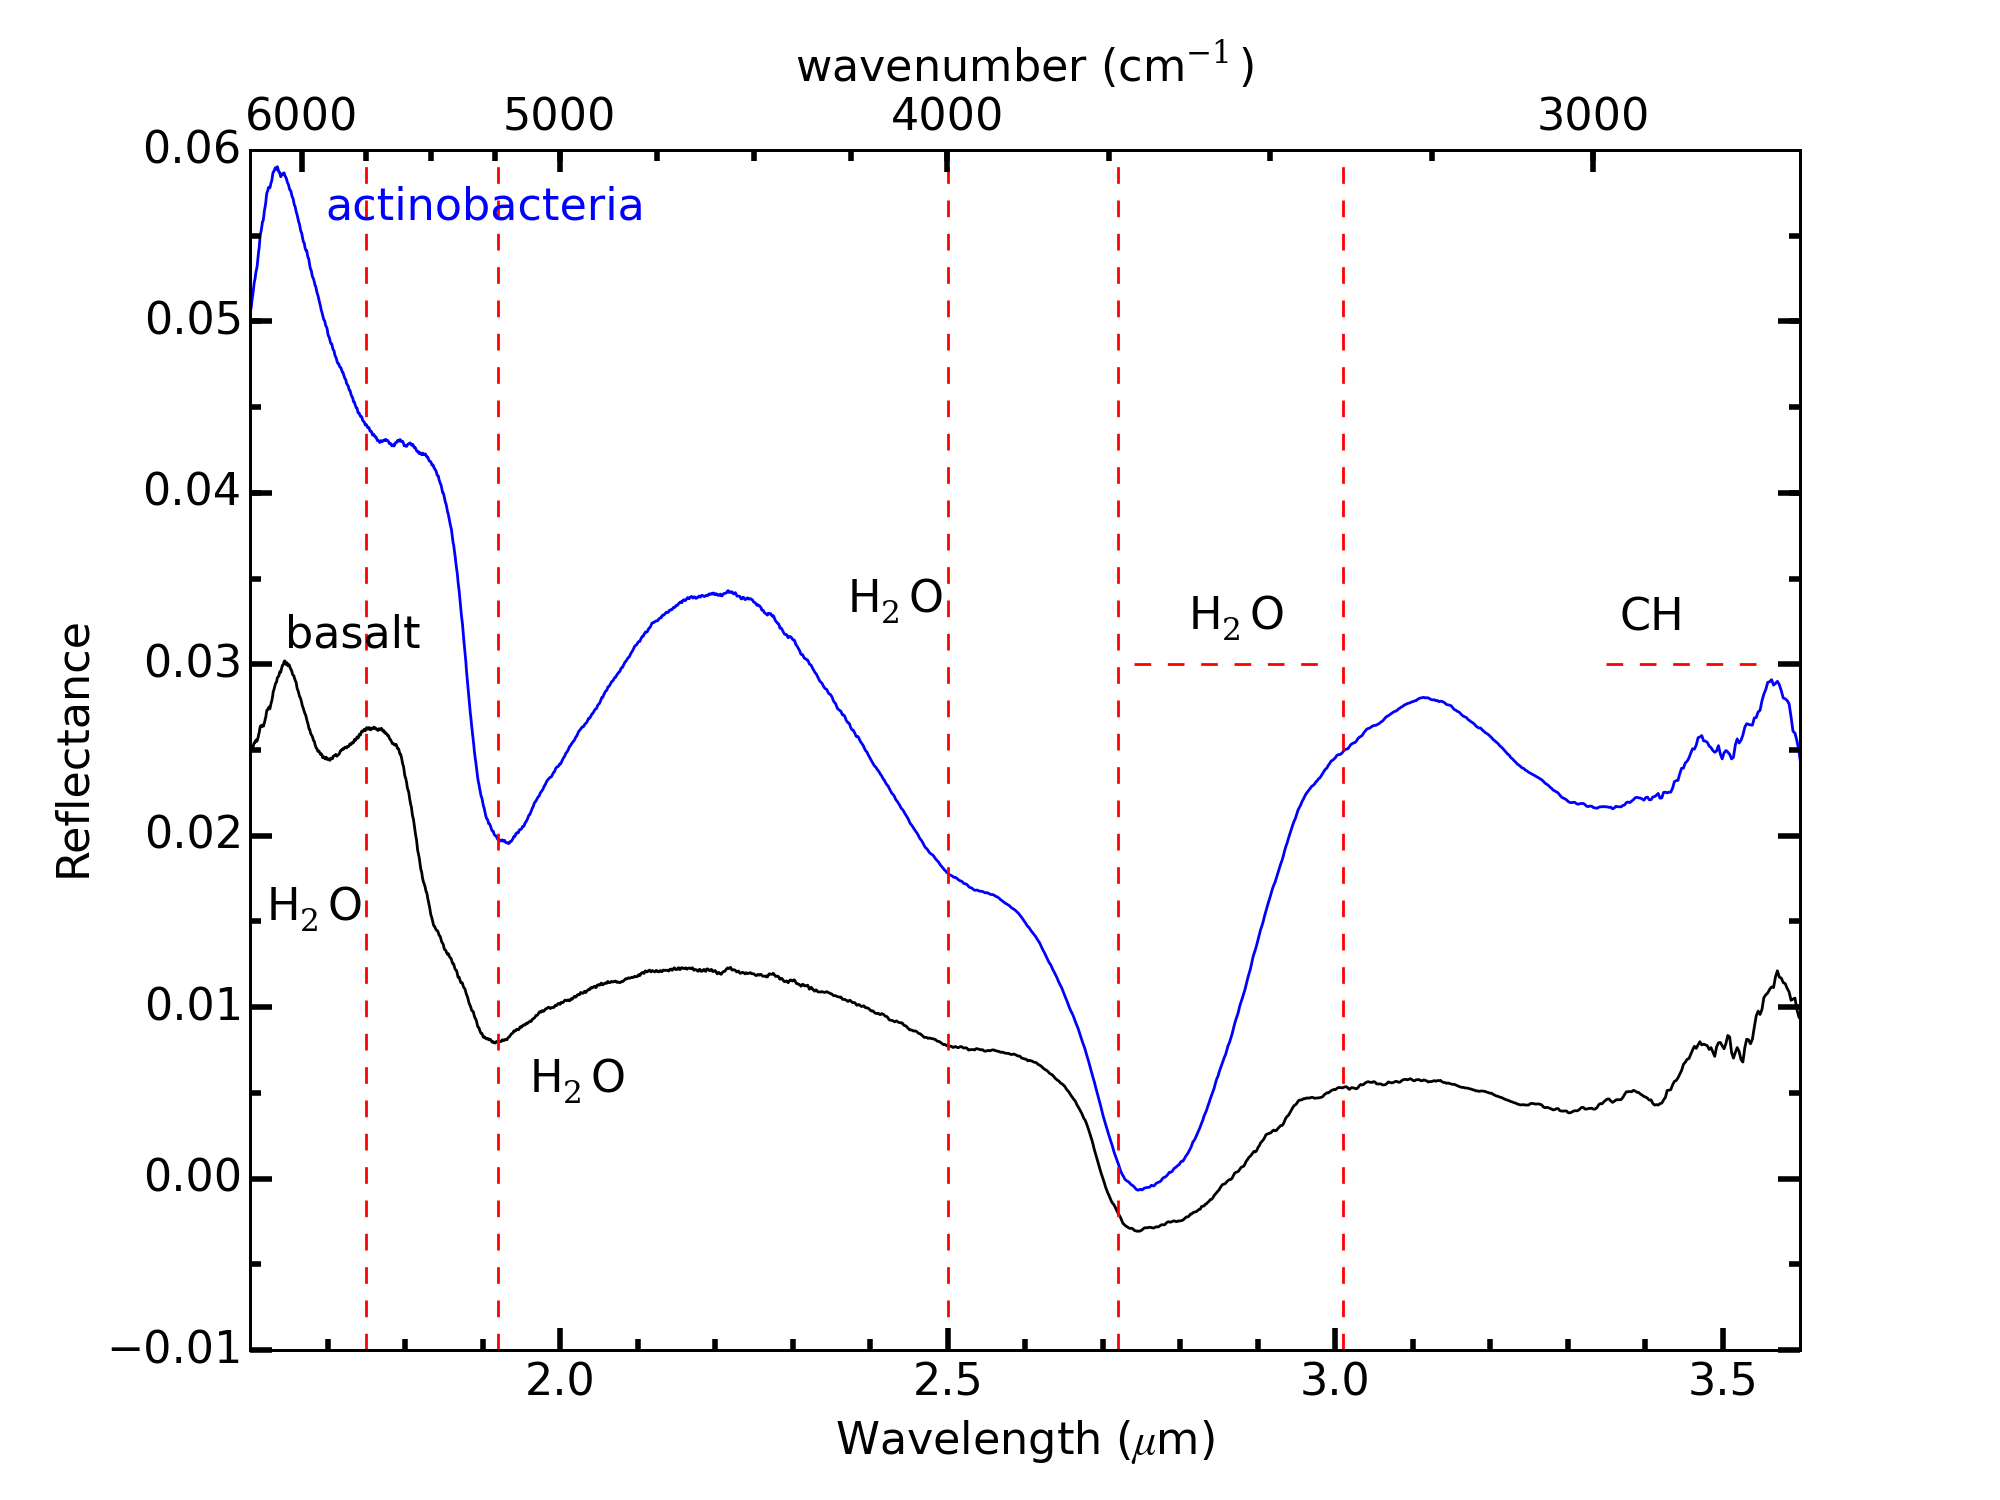 wavenumber (cm⁻¹)
6000 5000 4000 3000
0.06
actinobacteria
0.05
0.04
H₂O H₂O CH
basalt
0.03
0.02
H₂O
0.01
H₂O
0.00
−0.01
Reflectance
2.0 2.5 3.0 3.5
Wavelength (μm)